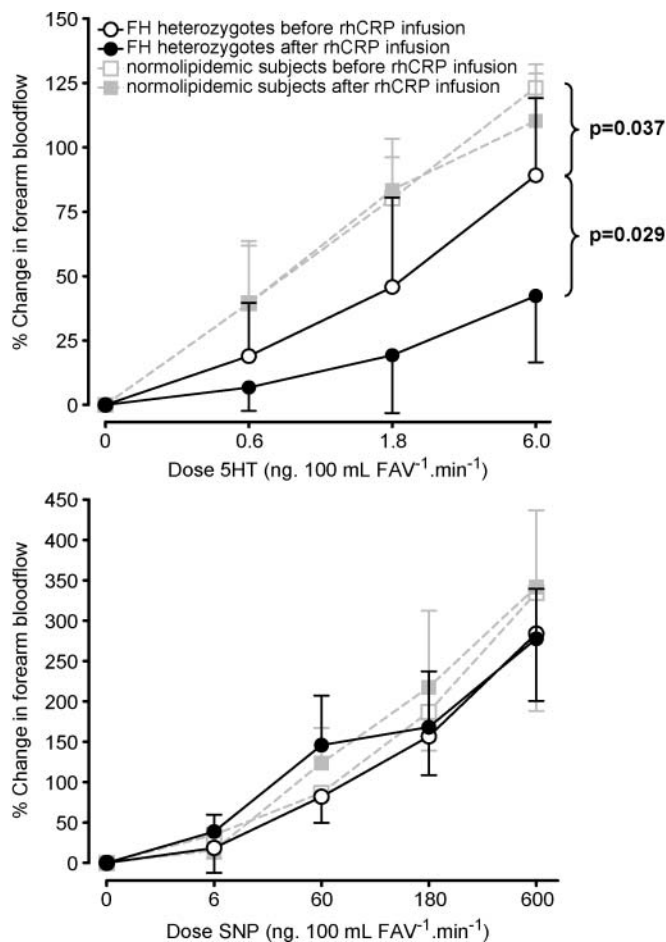 150
125
100
75
50
25
0
% Change in forearm bloodflow
FH heterozygotes before rhCRP infusion
FH heterozygotes after rhCRP infusion
normolipidemic subjects before rhCRP infusion
normolipidemic subjects after rhCRP infusion
p=0.037
p=0.029
0 0.6 1.8 6.0
Dose 5HT (ng. 100 mL FAV⁻¹.min⁻¹)
450
400
350
300
250
200
150
100
50
0
% Change in forearm bloodflow
0 6 60 180 600
Dose SNP (ng. 100 mL FAV⁻¹.min⁻¹)